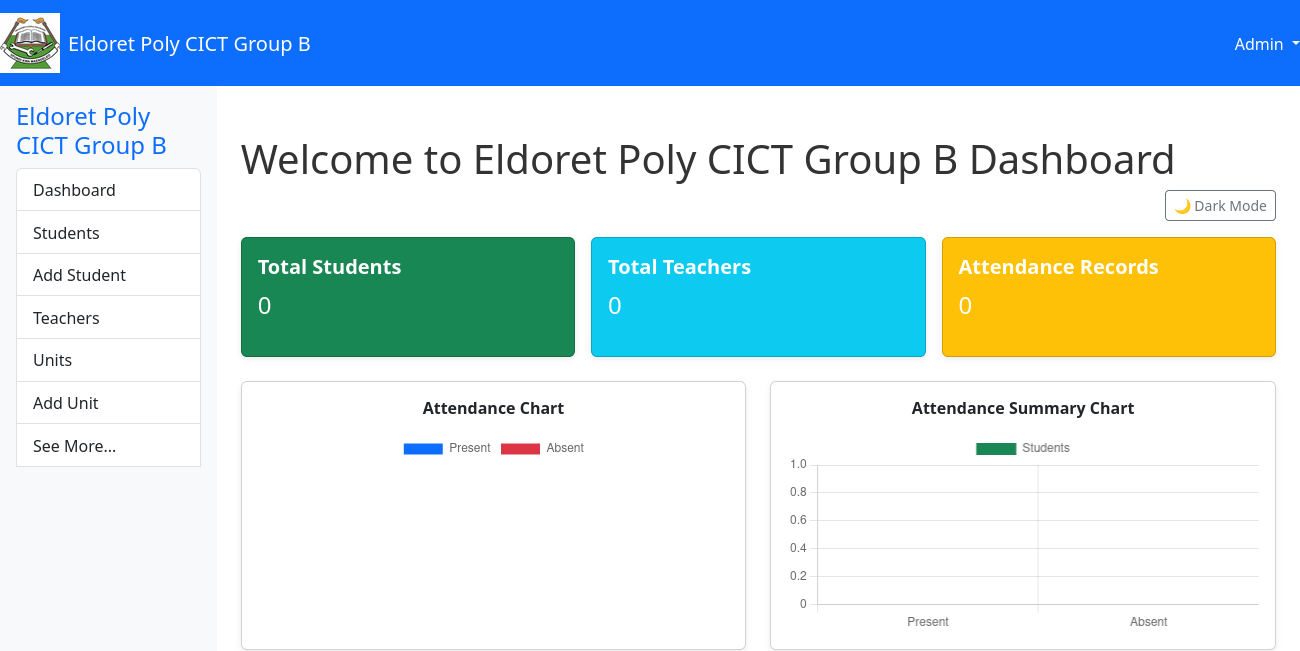 Eldoret Poly CICT Group B
Admin
Eldoret Poly
CICT Group B
Dashboard
Students
Add Student
Teachers
Units
Add Unit
See More...
Welcome to Eldoret Poly CICT Group B Dashboard
🌙 Dark Mode
Total Students
0
Total Teachers
0
Attendance Records
0
Attendance Chart
Present Absent
Attendance Summary Chart
Students
1.0
0.8
0.6
0.4
0.2
0
Present Absent